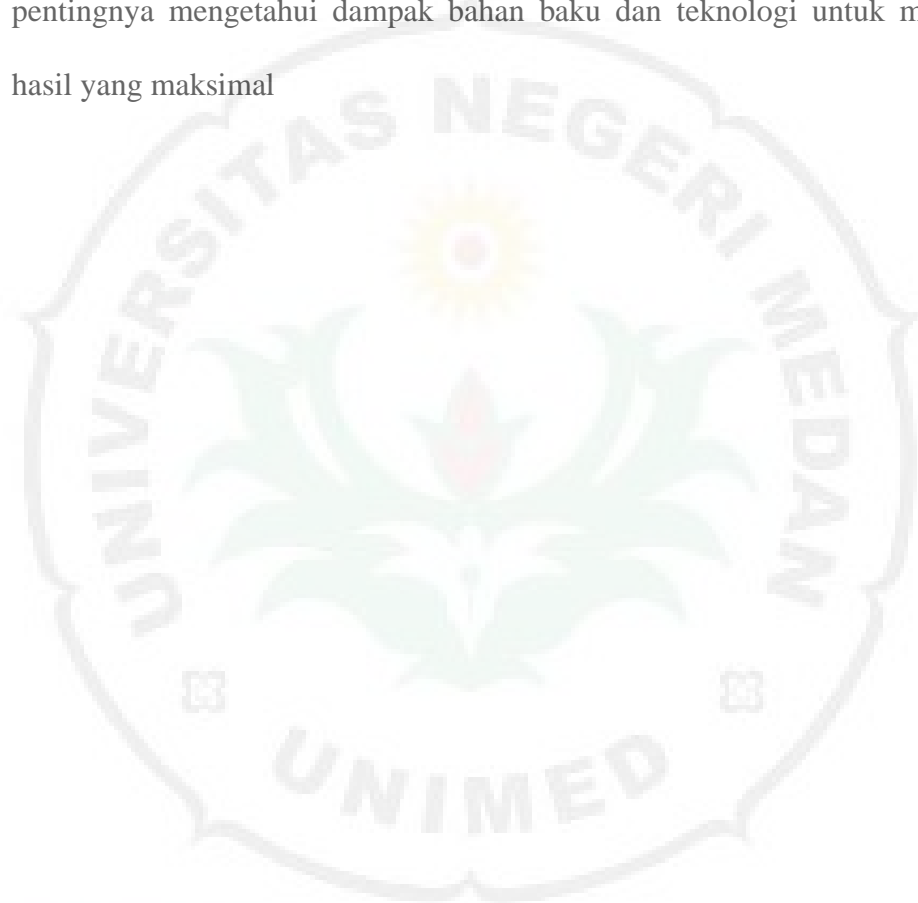 pentingnya mengetahui dampak bahan baku dan teknologi untuk
hasil yang maksimal
UNIVERSITAS NEGERI MEDAN
UNIMED